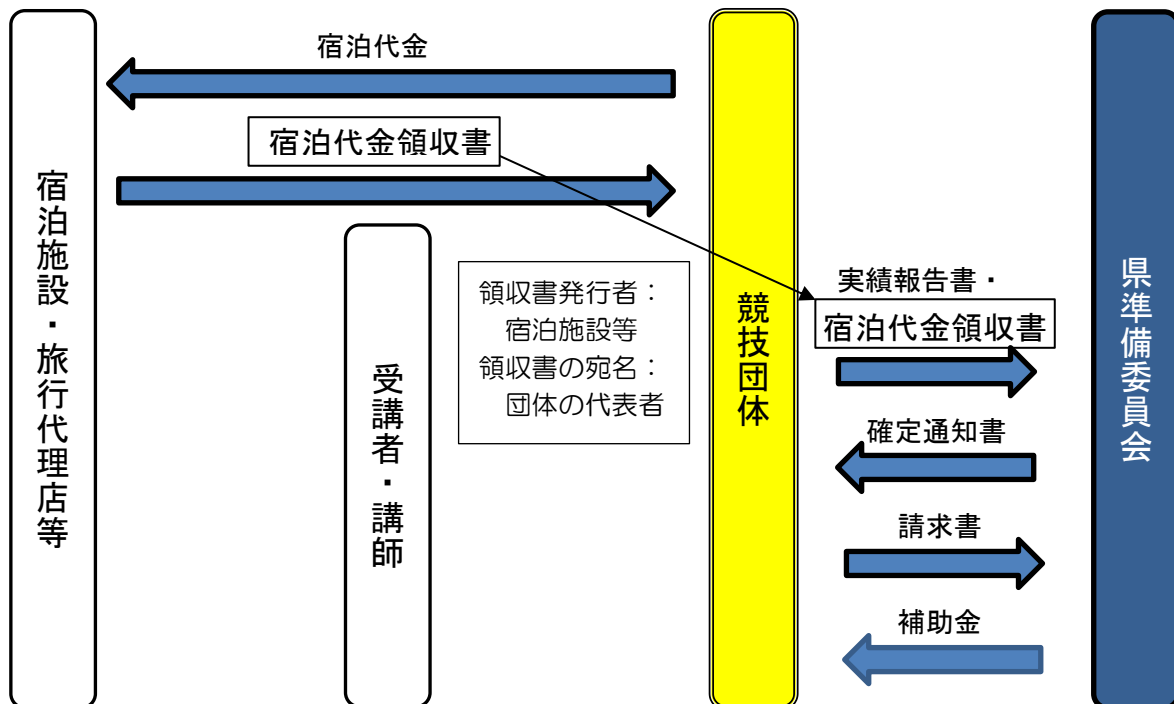 宿泊代金
宿泊代金領収書
宿泊施設・旅行代理店等
受講者・講師
領収書発行者：
宿泊施設等
領収書の宛名：
団体の代表者
競技団体
実績報告書・
宿泊代金領収書
確定通知書
請求書
補助金
県準備委員会